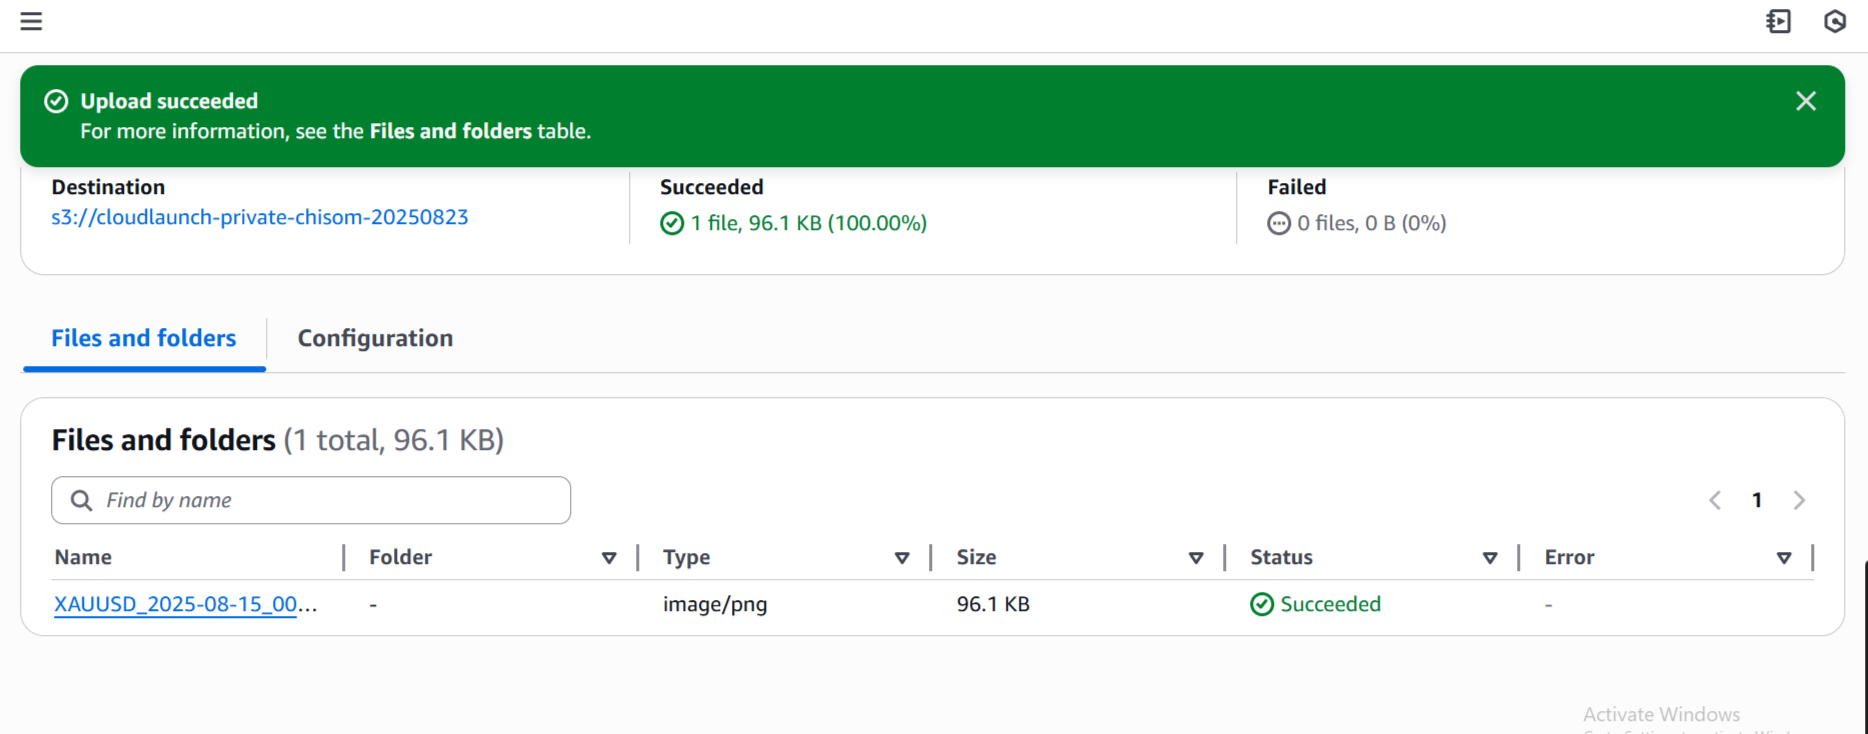 Upload succeeded
For more information, see the Files and folders table.
Destination
s3://cloudlaunch-private-chisom-20250823
Succeeded
1 file, 96.1 KB (100.00%)
Failed
0 files, 0 B (0%)
Files and folders
Configuration
Files and folders (1 total, 96.1 KB)
Find by name
1
Name
Folder
Type
Size
Status
Error
XAUUSD_2025-08-15_00...
-
image/png
96.1 KB
Succeeded
-
Activate Windows